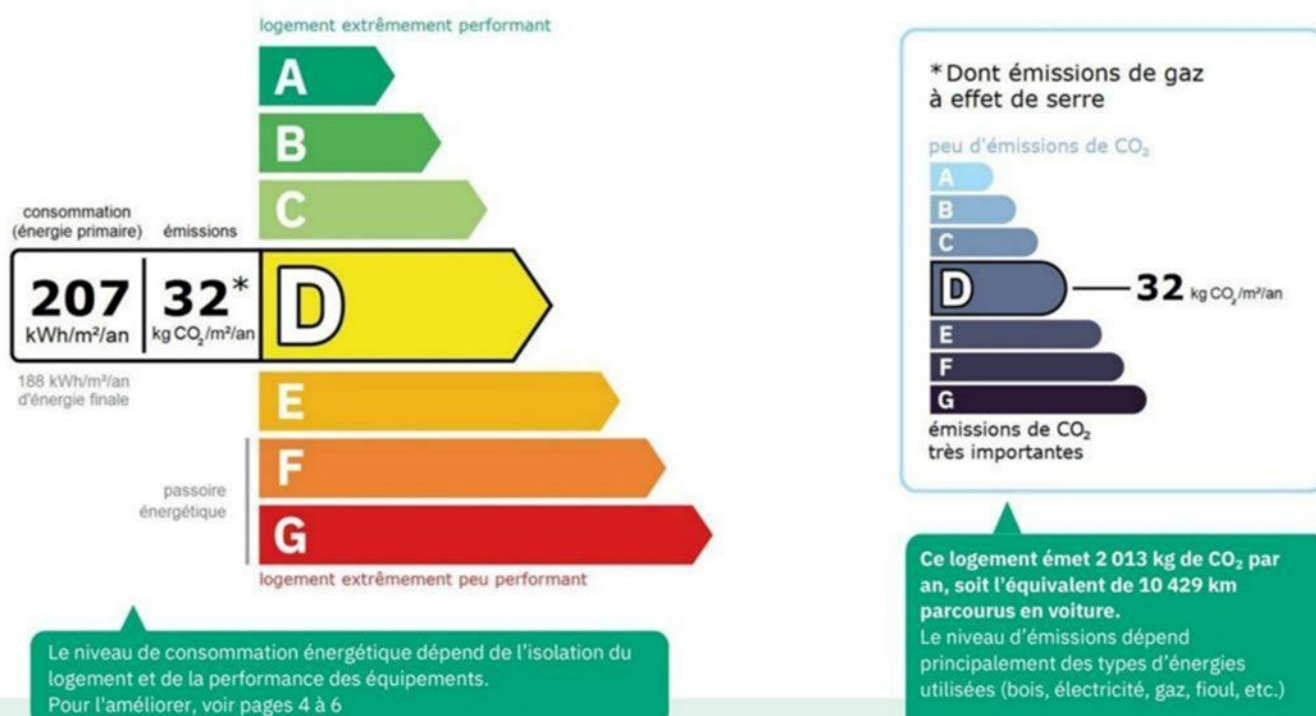 logement extrêmement performant
A
B
C
consommation
(énergie primaire)
émissions
207
kWh/m²/an
32*
kg CO₂/m²/an
D
188 kWh/m²/an
d'énergie finale
E
F
passoire
énergétique
G
logement extrêmement peu performant
Le niveau de consommation énergétique dépend de l'isolation du
logement et de la performance des équipements.
Pour l'améliorer, voir pages 4 à 6
*Dont émissions de gaz
à effet de serre
peu d'émissions de CO₂
A
B
C
D
32 kg CO₂/m²/an
E
F
G
émissions de CO₂
très importantes
Ce logement émet 2 013 kg de CO₂ par
an, soit l'équivalent de 10 429 km
parcourus en voiture.
Le niveau d'émissions dépend
principalement des types d'énergies
utilisées (bois, électricité, gaz, fioul, etc.)